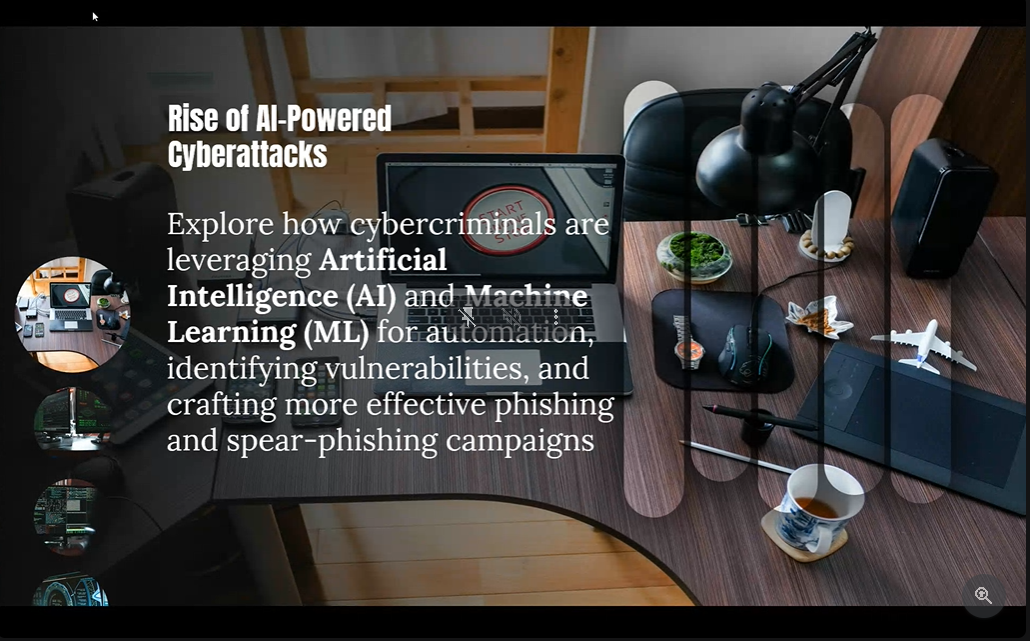 Rise of AI-Powered
Cyberattacks
Explore how cybercriminals are
leveraging Artificial
Intelligence (AI) and Machine
Learning (ML) for automation,
identifying vulnerabilities, and
crafting more effective phishing
and spear-phishing campaigns
START